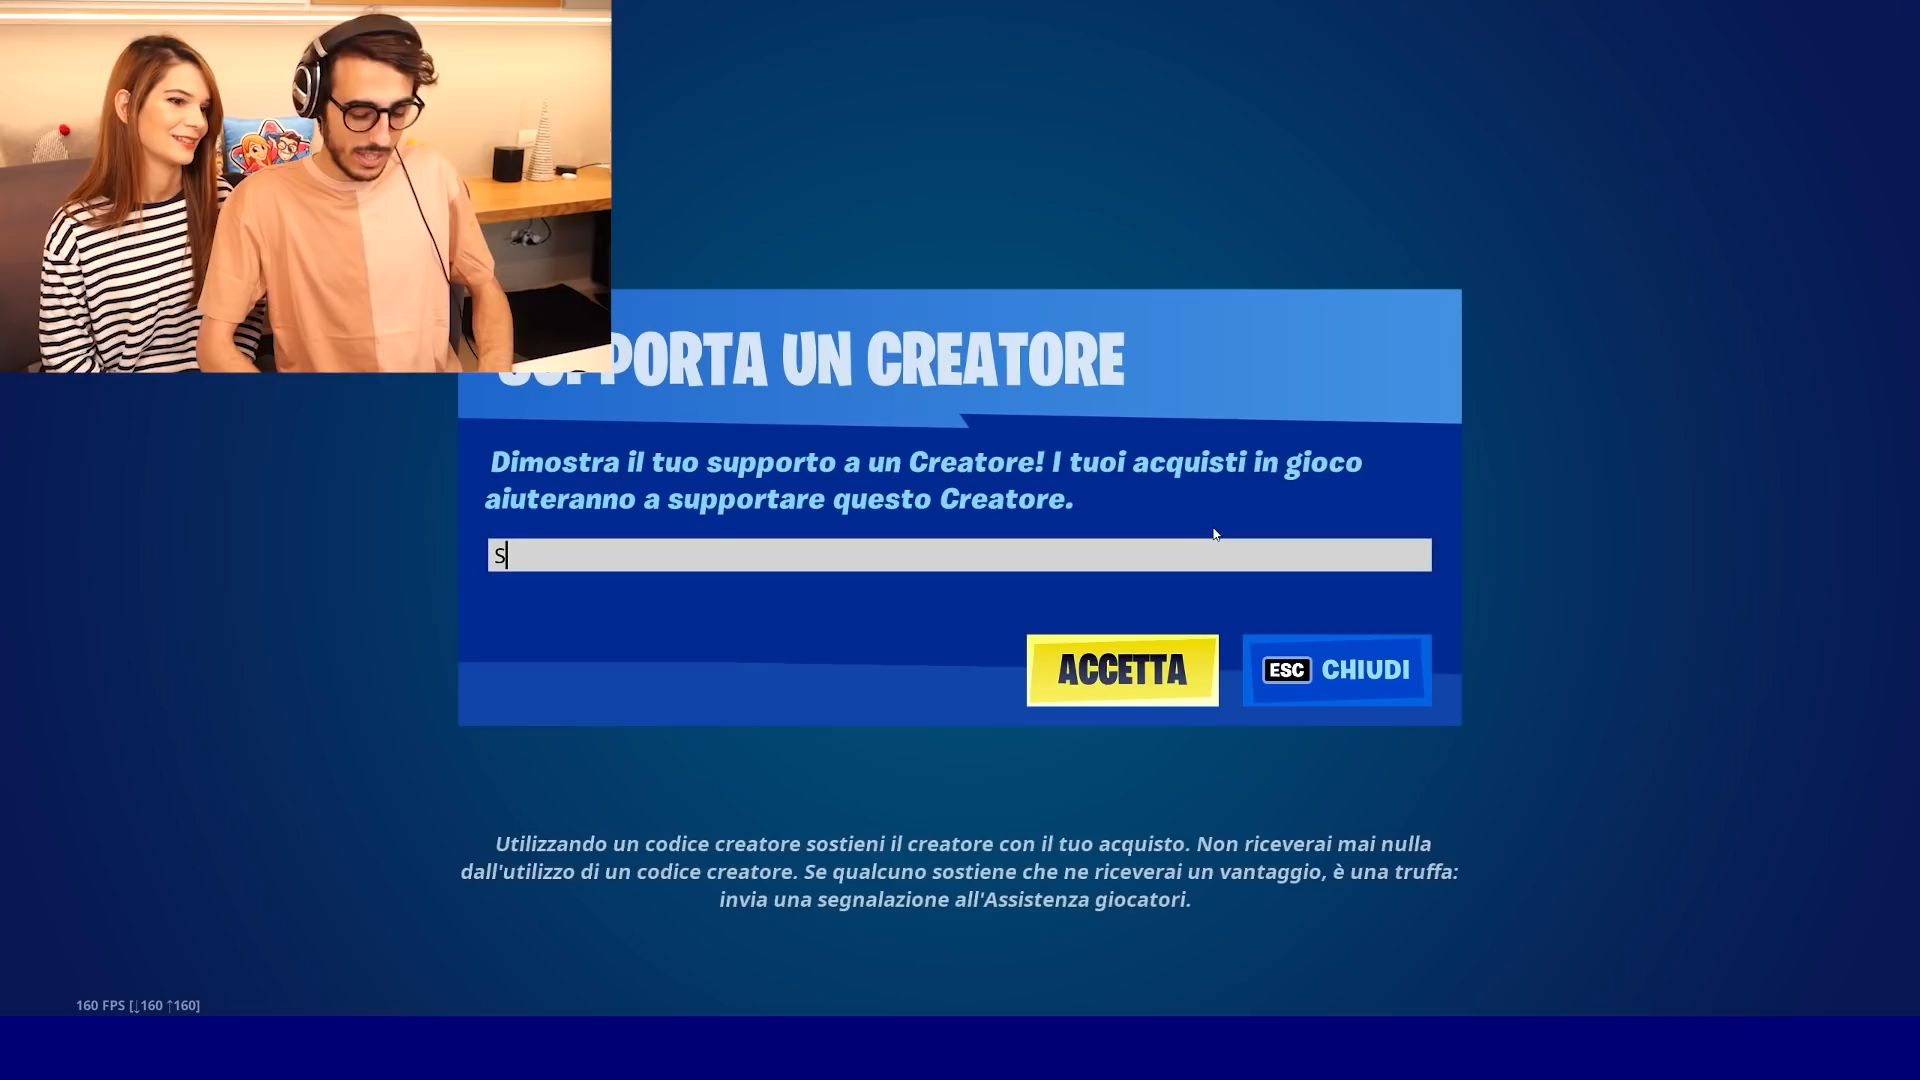 SUPPORTA UN CREATORE
Dimostra il tuo supporto a un Creatore! I tuoi acquisti in gioco
aiuteranno a supportare questo Creatore.
S
ACCETTA
ESC CHIUDI
Utilizzando un codice creatore sostieni il creatore con il tuo acquisto. Non riceverai mai nulla
dall'utilizzo di un codice creatore. Se qualcuno sostiene che ne riceverai un vantaggio, è una truffa:
invia una segnalazione all'Assistenza giocatori.
160 FPS [↓160 ↑160]